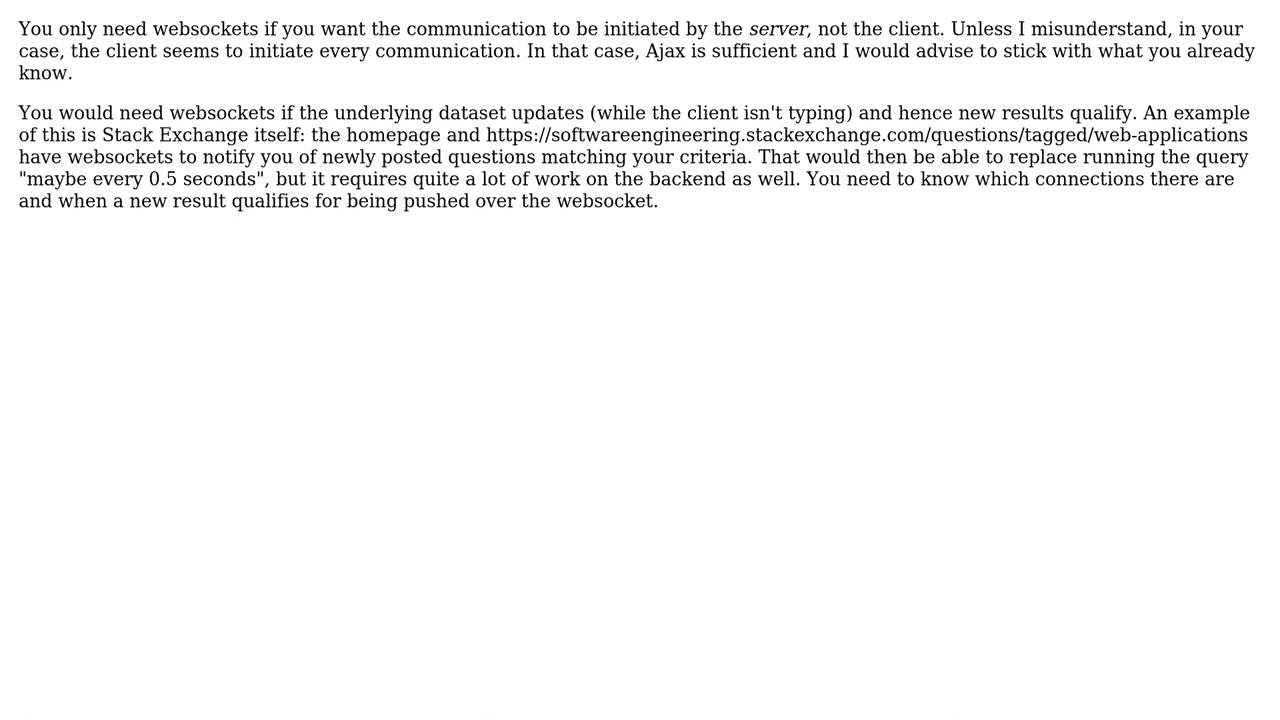 You only need websockets if you want the communication to be initiated by the server, not the client. Unless I misunderstand, in your
case, the client seems to initiate every communication. In that case, Ajax is sufficient and I would advise to stick with what you already
know.
You would need websockets if the underlying dataset updates (while the client isn't typing) and hence new results qualify. An example
of this is Stack Exchange itself: the homepage and https://softwareengineering.stackexchange.com/questions/tagged/web-applications
have websockets to notify you of newly posted questions matching your criteria. That would then be able to replace running the query
"maybe every 0.5 seconds", but it requires quite a lot of work on the backend as well. You need to know which connections there are
and when a new result qualifies for being pushed over the websocket.